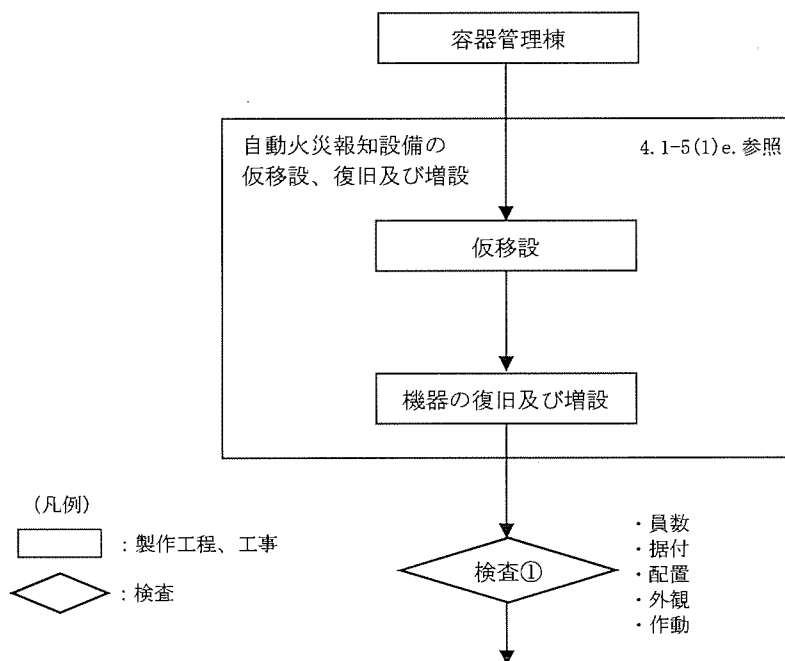 容器管理棟
自動火災報知設備の
仮移設、復旧及び増設
4.1-5(1)e.参照
仮移設
機器の復旧及び増設
(凡例)
：製作工程、工事
：検査
検査①
・員数
・据付
・配置
・外観
・作動